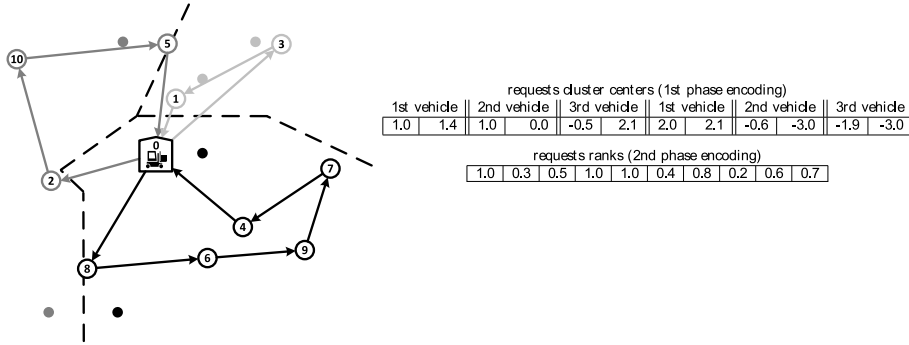 5
3
10
1
requests cluster centers (1st phase encoding)
1st vehicle 2nd vehicle 3rd vehicle 1st vehicle 2nd vehicle 3rd vehicle
1.0 1.4 1.0 0.0 -0.5 2.1 2.0 2.1 -0.6 -3.0 -1.9 -3.0
0
requests ranks (2nd phase encoding)
1.0 0.3 0.5 1.0 1.0 0.4 0.8 0.2 0.6 0.7
7
2
4
9
6
8